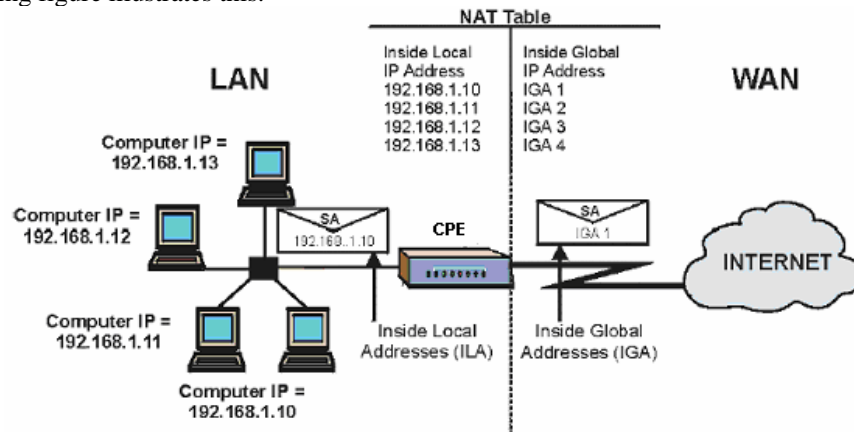 ing figure illustrates this.
NAT Table
Inside Local
IP Address
192.168.1.10
192.168.1.11
192.168.1.12
192.168.1.13
Inside Global
IP Address
IGA 1
IGA 2
IGA 3
IGA 4
LAN
WAN
Computer IP =
192.168.1.13
Computer IP =
192.168.1.12
SA
192.168..1.10
CPE
SA
IGA 1
INTERNET
Computer IP =
192.168.1.11
Inside Local
Addresses (ILA)
Inside Global
Addresses (IGA)
Computer IP =
192.168.1.10